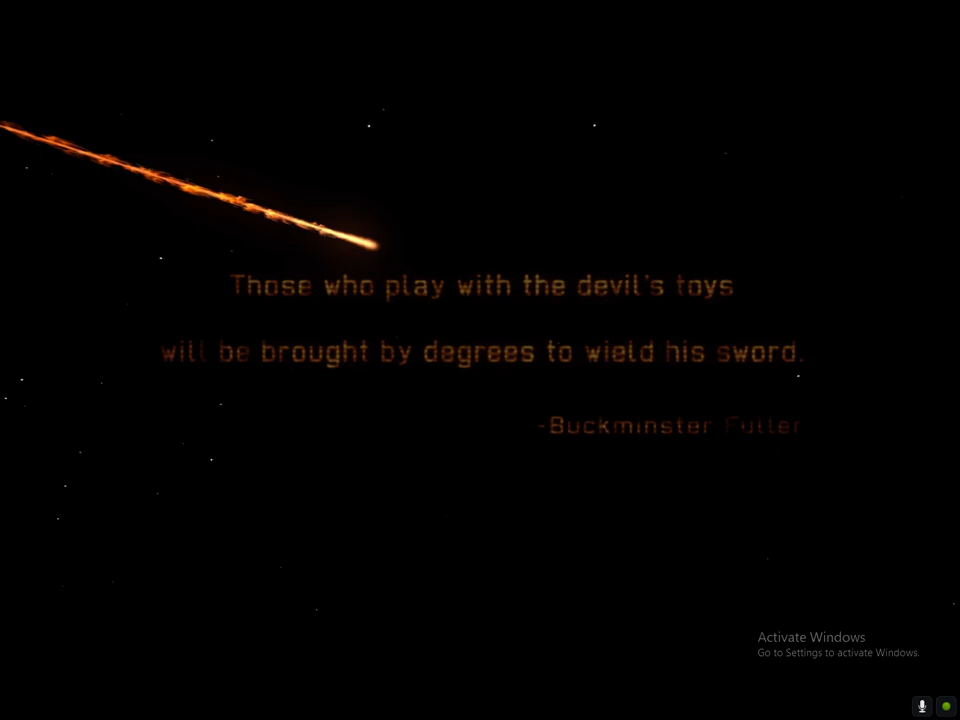 Those who play with the devil's toys
will be brought by degrees to wield his sword.
-Buckminster Fuller
Activate Windows
Go to Settings to activate Windows.